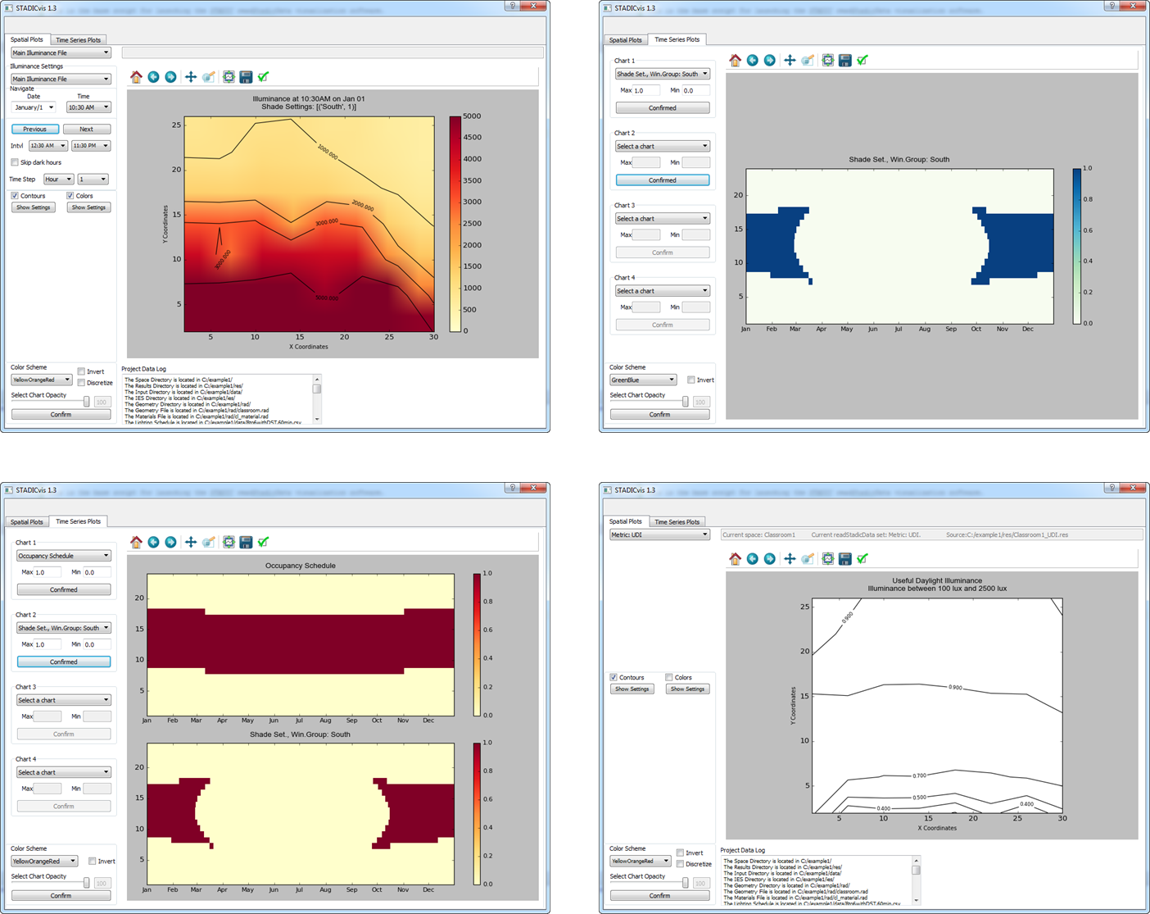 STADICvis 1.3
Spatial Plots
Time Series Plots
Main Illuminance File
Illuminance Settings
Main Illuminance File
Navigate
Date
Time
January/1
10:30 AM
Previous
Next
Intvl
12:30 AM
11:30 PM
Skip dark hours
Time Step
Hour
1
Contours
Colors
Show Settings
Show Settings
Illuminance at 10:30AM on Jan 01
Shade Settings: [('South', 1)]
25
20
15
10
5
Y Coordinates
5 10 15 20 25 30
X Coordinates
1000.000
2000.000
3000.000
3000.000
5000
4500
4000
3500
3000
2500
2000
1500
1000
500
0
Color Scheme
YellowOrangeRed
Invert
Discretize
Select Chart Opacity
100
Confirm
Project Data Log
The Space Directory is located in C:/example1/
The Results Directory is located in C:/example1/res/
The Input Directory is located in C:/example1/data/
The IES Directory is located in C:/example1/ies/
The Geometry Directory is located in C:/example1/rad/
The Geometry File is located in C:/example1/rad/classroom.rad
The Materials File is located in C:/example1/rad/cl_material.rad
The Lighting Schedule is located in C:/example1/data/8to6withDST.60min.csv
STADICvis 1.3
Spatial Plots
Time Series Plots
Chart 1
Shade Set., Win.Group: South
Max 1.0 Min 0.0
Confirmed
Chart 2
Select a chart
Max Min
Confirmed
Chart 3
Select a chart
Max Min
Confirm
Chart 4
Select a chart
Max Min
Confirm
Color Scheme
GreenBlue
Invert
Select Chart Opacity
100
Confirm
Shade Set., Win.Group: South
20
15
10
5
Jan Feb Mar Apr May Jun Jul Aug Sep Oct Nov Dec
1.0
0.8
0.6
0.4
0.2
0.0
STADICvis 1.3
Spatial Plots
Time Series Plots
Chart 1
Occupancy Schedule
Max 1.0 Min 0.0
Confirmed
Chart 2
Shade Set., Win.Group: South
Max 1.0 Min 0.0
Confirmed
Chart 3
Select a chart
Max Min
Confirm
Chart 4
Select a chart
Max Min
Confirm
Color Scheme
YellowOrangeRed
Invert
Select Chart Opacity
100
Confirm
Occupancy Schedule
20
15
10
5
Jan Feb Mar Apr May Jun Jul Aug Sep Oct Nov Dec
1.0
0.8
0.6
0.4
0.2
0.0
Shade Set., Win.Group: South
20
15
10
5
Jan Feb Mar Apr May Jun Jul Aug Sep Oct Nov Dec
1.0
0.8
0.6
0.4
0.2
0.0
STADICvis 1.3
Spatial Plots
Time Series Plots
Metric: UDI
Current space: Classroom1 Current readStadicData set: Metric: UDI. Source:C:/example1/res/Classroom1_UDI.res
Contours
Colors
Show Settings
Show Settings
Useful Daylight Illuminance
Illuminance between 100 lux and 2500 lux
25
20
15
10
5
Y Coordinates
5 10 15 20 25 30
X Coordinates
0.900
0.900
0.700
0.500
0.400
0.400
Color Scheme
YellowOrangeRed
Invert
Discretize
Select Chart Opacity
100
Confirm
Project Data Log
The Space Directory is located in C:/example1/
The Results Directory is located in C:/example1/res/
The Input Directory is located in C:/example1/data/
The IES Directory is located in C:/example1/ies/
The Geometry Directory is located in C:/example1/rad/
The Geometry File is located in C:/example1/rad/classroom.rad
The Materials File is located in C:/example1/rad/cl_material.rad
The Lighting Schedule is located in C:/example1/data/8to6withDST.60min.csv